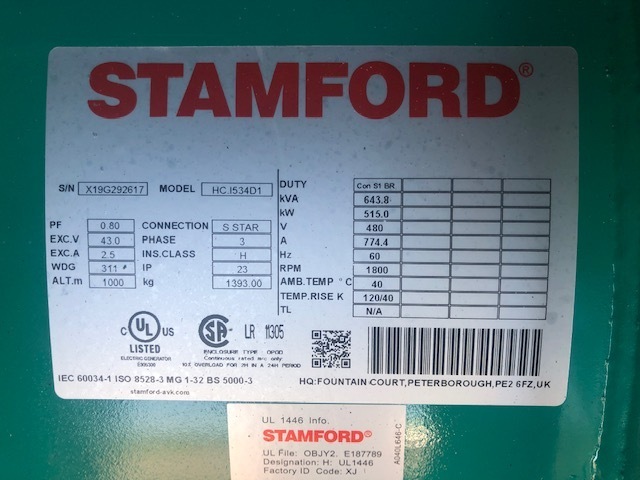 STAMFORD®
S/N X19G292617 MODEL HC.I534D1
PF 0.80 CONNECTION S STAR
EXC.V 43.0 PHASE 3
EXC.A 2.5 INS.CLASS H
WDG 311 IP 23
ALT.m 1000 kg 1393.00
DUTY Con S1 BR
kVA 643.8
kW 515.0
V 480
A 774.4
Hz 60
RPM 1800
AMB.TEMP °C 40
TEMP.RISE K 120/40
TL N/A
c UL us
LISTED
ELECTRIC GENERATOR
SA LR 11305
ENCLOSURE TYPE OPDD
Continuous rated m/c only
10% OVERLOAD FOR 2H IN A 24H PERIOD
IEC 60034-1 ISO 8528-3 MG 1-32 BS 5000-3
stamford-avk.com
HQ:FOUNTAIN COURT,PETERBOROUGH,PE2 6FZ,UK
UL 1446 Info.
STAMFORD®
UL File: OBJY2. E187789
Designation: H: UL1446
Factory ID Code: XJ
A040L646-C